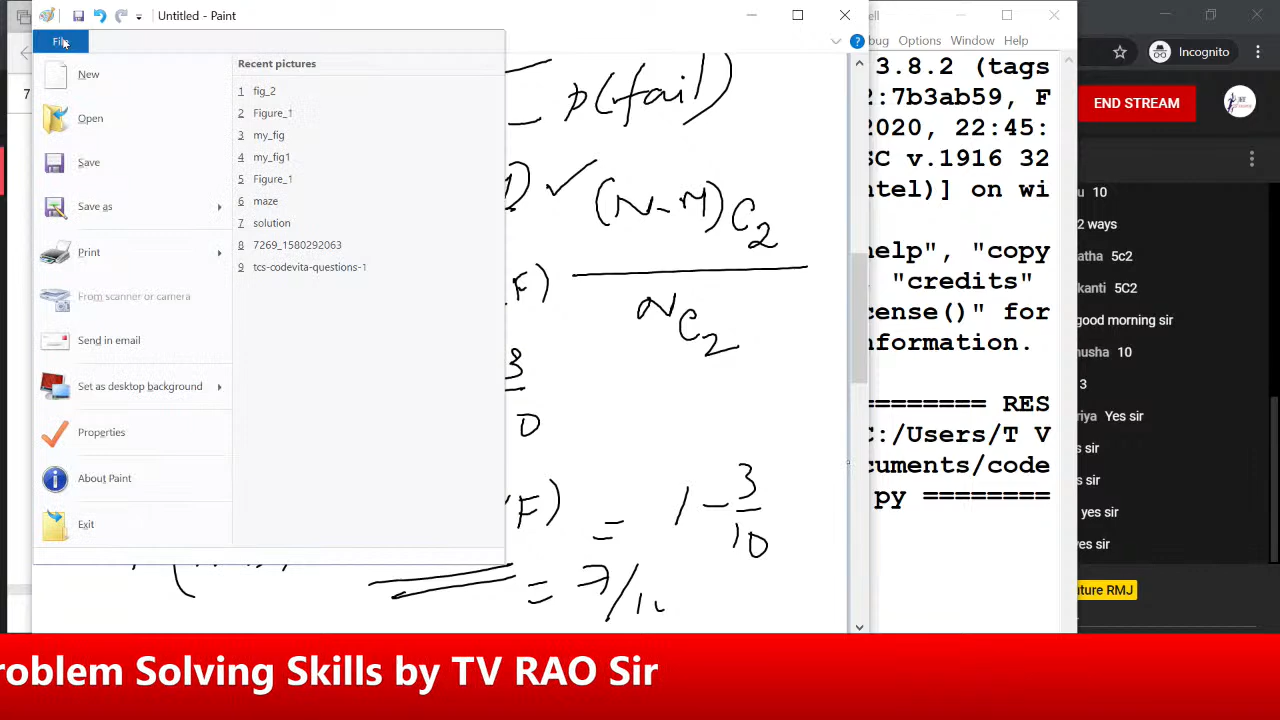 Untitled - Paint
File
New
Open
Save
Save as
Print
From scanner or camera
Send in email
Set as desktop background
Properties
About Paint
Exit
Recent pictures
1 fig_2
2 Figure_1
3 my_fig
4 my_fig1
5 Figure_1
6 maze
7 solution
8 7269_1580292063
9 tcs-codevita-questions-1
p(fail)
(N-M)C2
NC2
F)
3
0
(F) = 1 - 3
10
= 7/10
ell
bug Options Window Help
3.8.2 (tags
2:7b3ab59, F
2020, 22:45:
SC v.1916 32
ntel)] on wi
elp", "copy
"credits"
cense()" for
nformation.
======== RES
C:/Users/T V
cuments/code
py ========
Incognito
END STREAM
u 10
2 ways
atha 5c2
kanti 5C2
good morning sir
nusha 10
3
riya Yes sir
s sir
s sir
yes sir
es sir
uture RMJ
roblem Solving Skills by TV RAO Sir